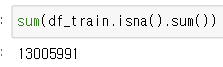 : sum(df_train.isna().sum())
: 13005991